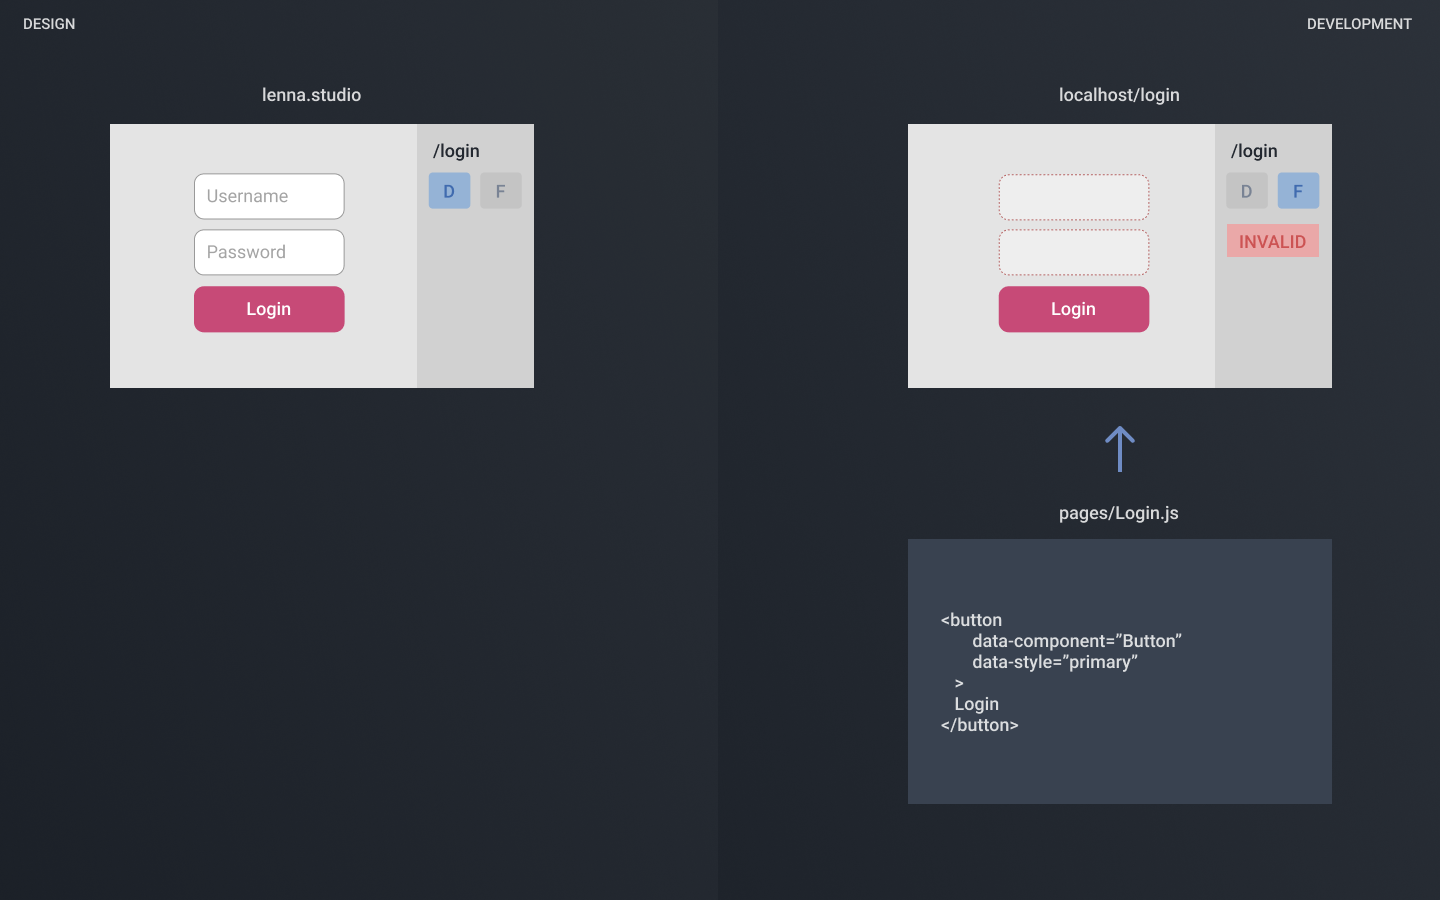 DESIGN
DEVELOPMENT
lenna.studio
/login
D
F
Username
Password
Login
localhost/login
/login
D
F
INVALID
Login
pages/Login.js
<button
data-component=”Button”
data-style=”primary”
>
Login
</button>